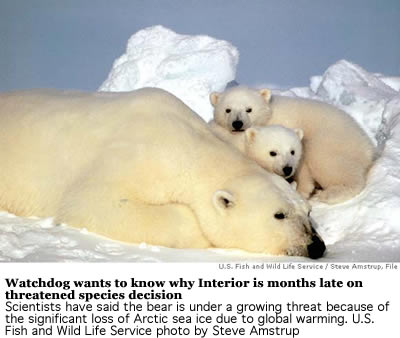 U.S. Fish and Wild Life Service / Steve Amstrup, File
Watchdog wants to know why Interior is months late on
threatened species decision
Scientists have said the bear is under a growing threat because of
the significant loss of Arctic sea ice due to global warming. U.S.
Fish and Wild Life Service photo by Steve Amstrup